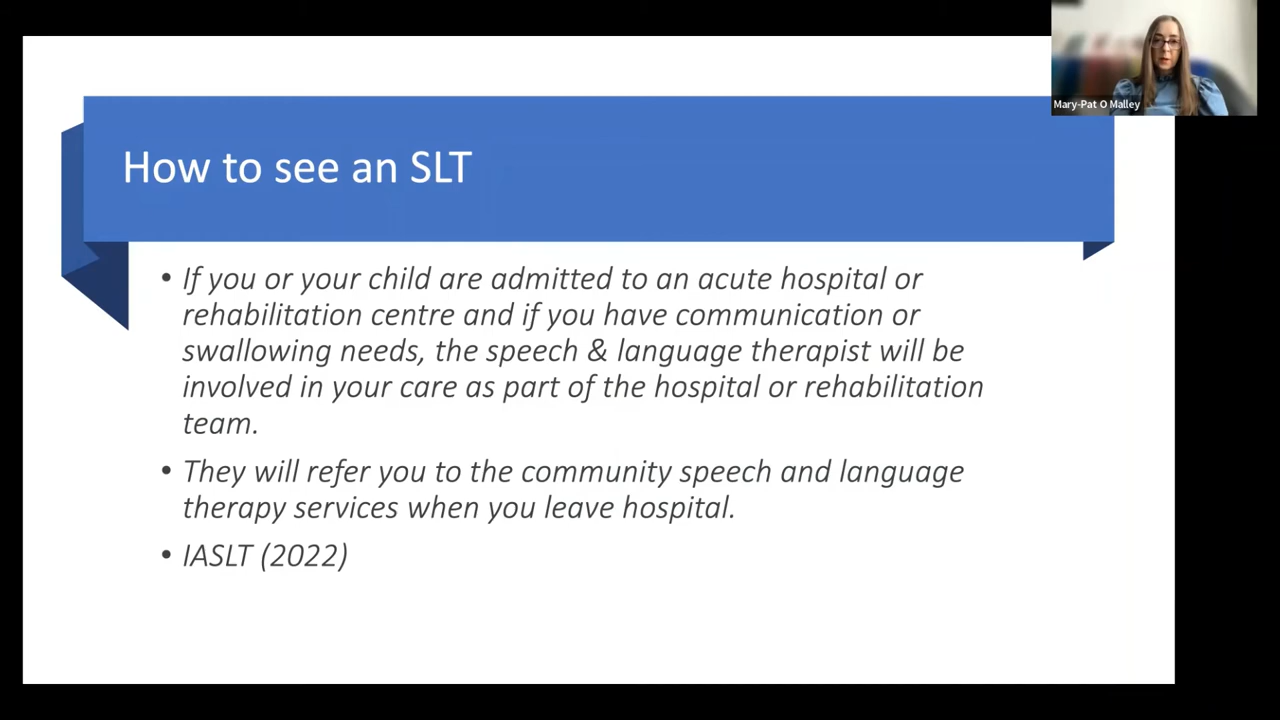 How to see an SLT
• If you or your child are admitted to an acute hospital or
rehabilitation centre and if you have communication or
swallowing needs, the speech & language therapist will be
involved in your care as part of the hospital or rehabilitation
team.
• They will refer you to the community speech and language
therapy services when you leave hospital.
• IASLT (2022)
Mary-Pat O Malley